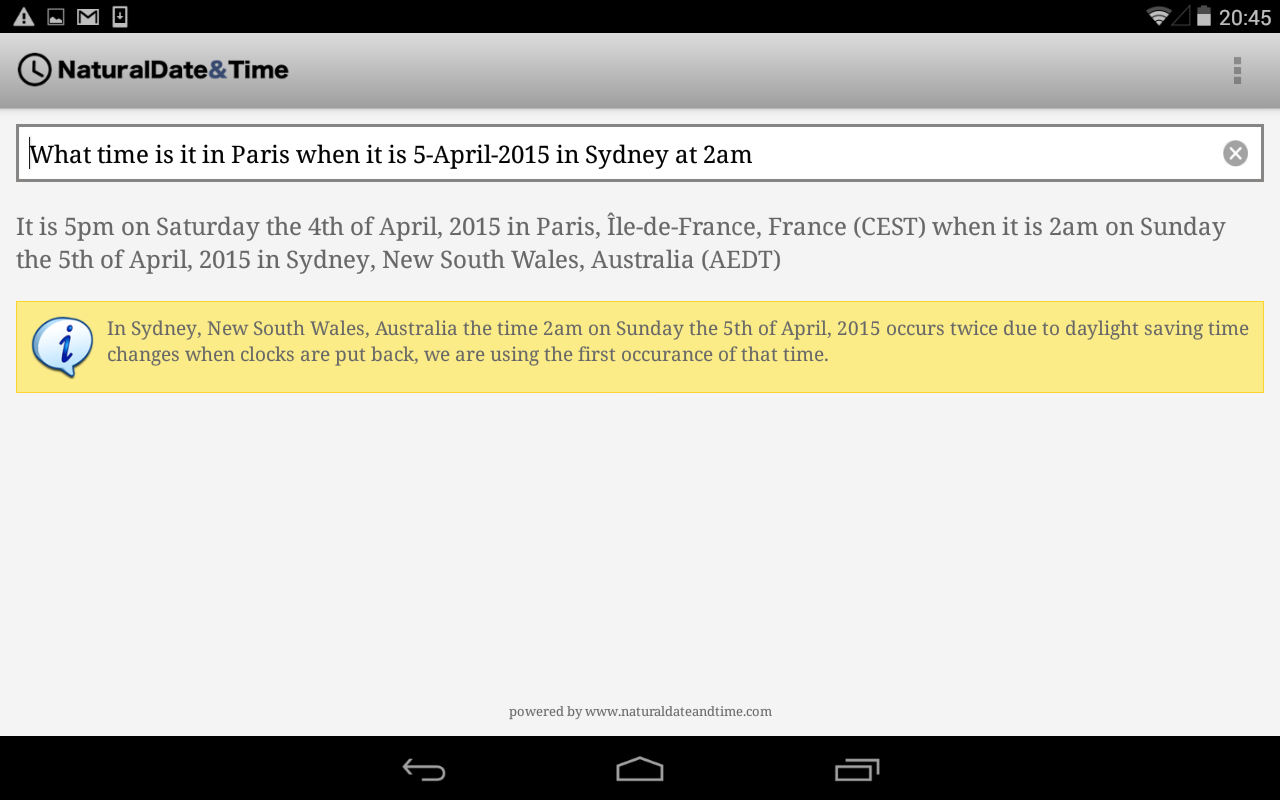 20:45
NaturalDate&Time
What time is it in Paris when it is 5-April-2015 in Sydney at 2am
It is 5pm on Saturday the 4th of April, 2015 in Paris, Île-de-France, France (CEST) when it is 2am on Sunday
the 5th of April, 2015 in Sydney, New South Wales, Australia (AEDT)
In Sydney, New South Wales, Australia the time 2am on Sunday the 5th of April, 2015 occurs twice due to daylight saving time
changes when clocks are put back, we are using the first occurance of that time.
powered by www.naturaldateandtime.com